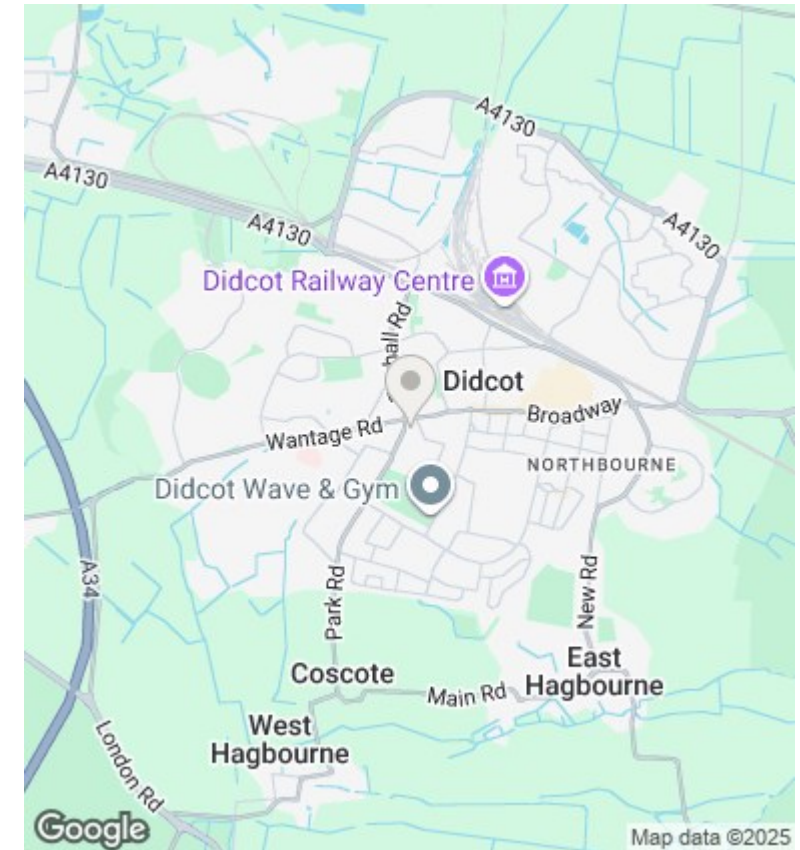 A4130
A4130
A4130
A4130
Didcot Railway Centre
ball Rd
Didcot
Broadway
Wantage Rd
NORTHBOURNE
Didcot Wave & Gym
A34
Park Rd
New Rd
Coscote
East
Hagbourne
Main Rd
West
Hagbourne
London Rd
Google
Map data ©2025